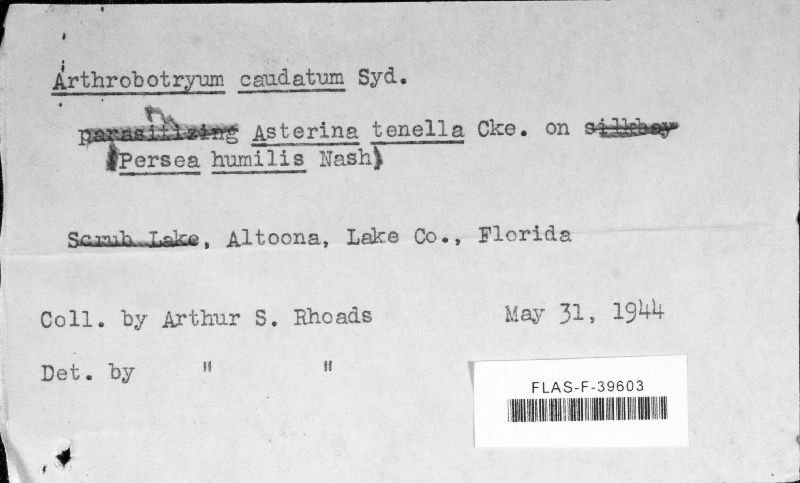 Arthrobotryum caudatum Syd.
on
parasitizing Asterina tenella Cke. on silkbay
(Persea humilis Nash)
Scrub Lake, Altoona, Lake Co., Florida
Coll. by Arthur S. Rhoads May 31, 1944
Det. by " "
FLAS-F-39603